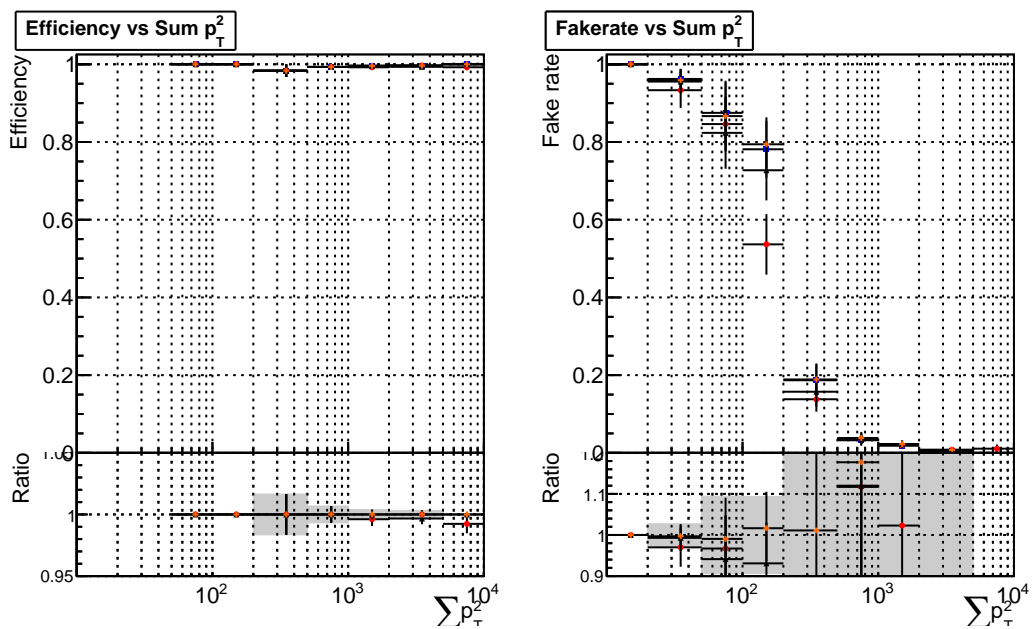 Efficiency vs Sum p_T^2
Efficiency
1
0.8
0.6
0.4
0.2
0
Ratio
1
0.95
10^2
10^3
10^4
∑p_T^2
Fakerate vs Sum p_T^2
Fake rate
1
0.8
0.6
0.4
0.2
0
Ratio
1.1
1
0.9
10^2
10^3
10^4
∑p_T^2